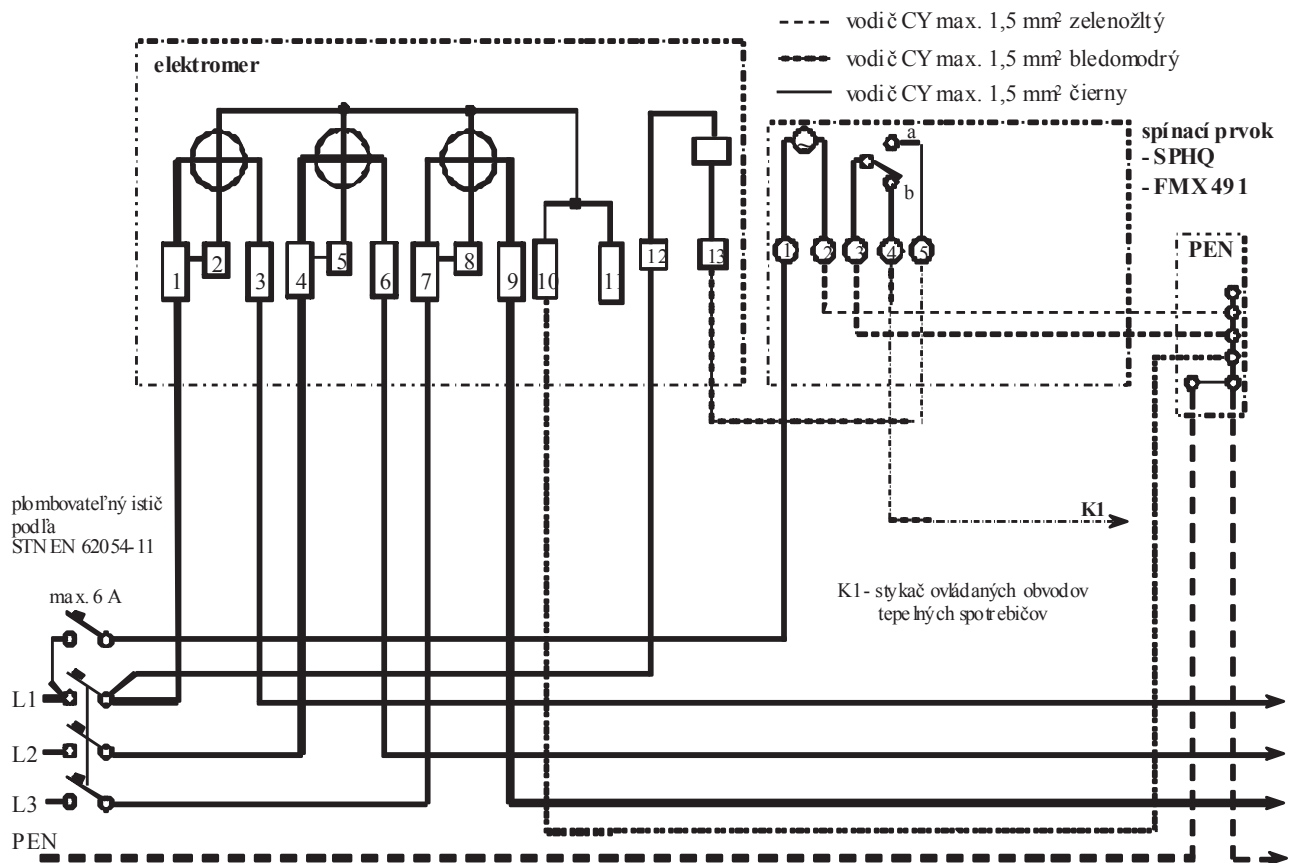 vodič CY max. 1,5 mm² zelenožltý
vodič CY max. 1,5 mm² bledomodrý
vodič CY max. 1,5 mm² čierny
elektromer
spínací prvok
- SPHQ
- FMX 491
a
b
1
2
3
4
5
6
7
8
9
10
11
12
13
1
2
3
4
5
PEN
K1
plombovateľný istič
podľa
STN EN 62054-11
max. 6 A
K1- stykač ovládaných obvodov
tepelných spotrebičov
L1
L2
L3
PEN